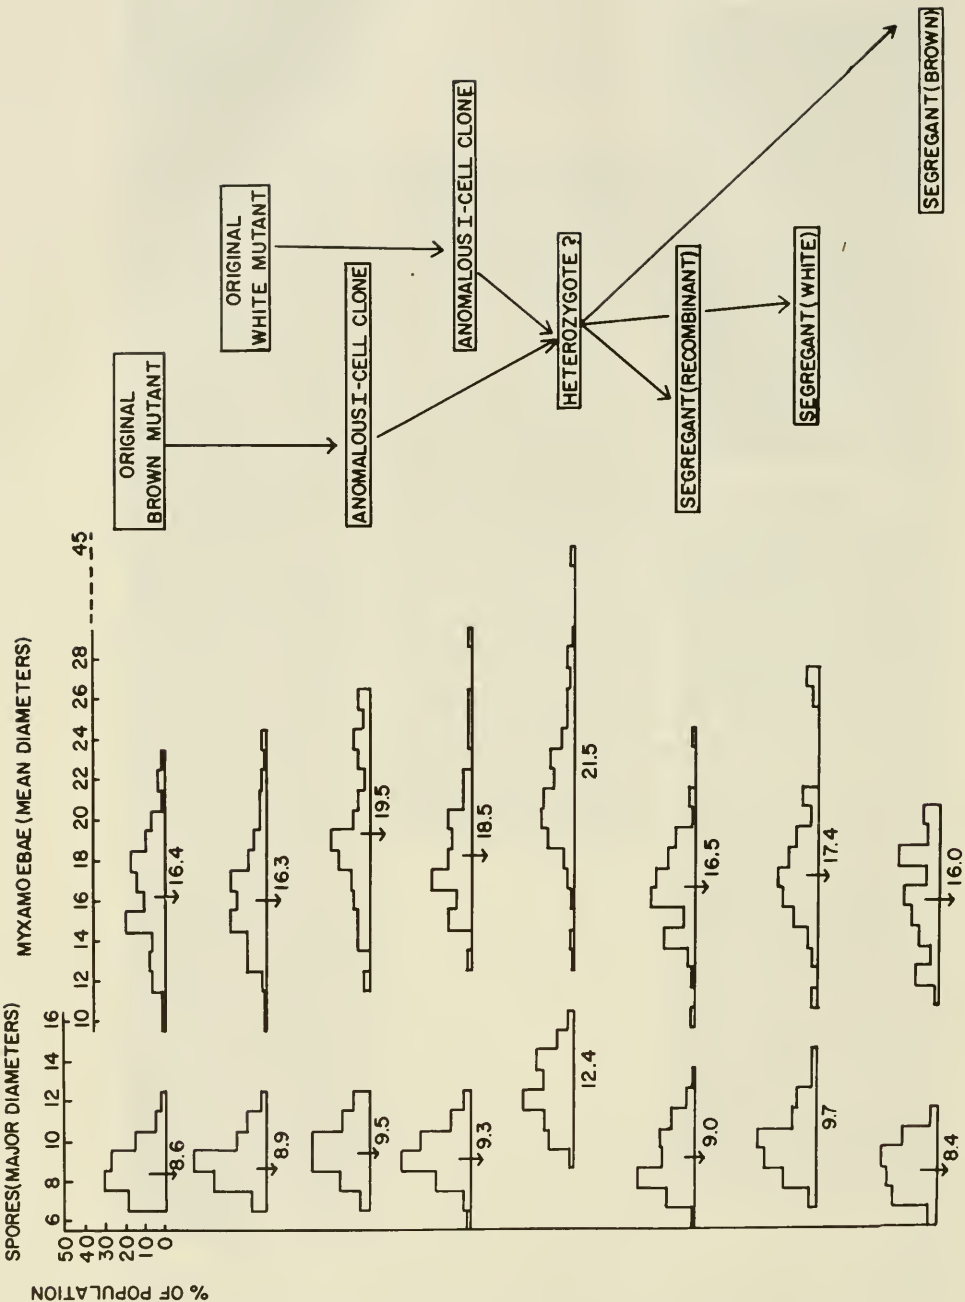 SPORES(MAJOR DIAMETERS)
6 8 10 12 14 16
MYXAMOEBAE (MEAN DIAMETERS)
10 12 14 16 18 20 22 24 26 28 45
% OF POPULATION
50
40
30
20
10
0
8.6
16.4
ORIGINAL
BROWN MUTANT
8.9
16.3
ORIGINAL
WHITE MUTANT
9.5
19.5
ANOMALOUS I-CELL CLONE
9.3
18.5
ANOMALOUS I-CELL CLONE
12.4
21.5
HETEROZYGOTE ?
9.0
16.5
SEGREGANT(RECOMBINANT)
9.7
17.4
SEGREGANT(WHITE)
8.4
16.0
SEGREGANT(BROWN)